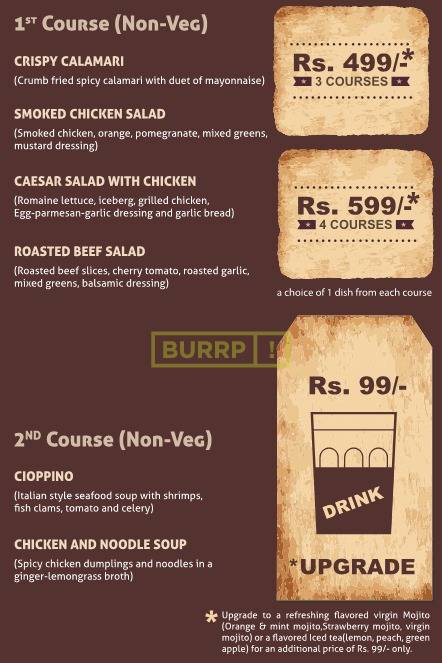 1ST Course (Non-Veg)
CRISPY CALAMARI
(Crumb fried spicy calamari with duet of mayonnaise)
SMOKED CHICKEN SALAD
(Smoked chicken, orange, pomegranate, mixed greens,
mustard dressing)
CAESAR SALAD WITH CHICKEN
(Romaine lettuce, iceberg, grilled chicken,
Egg-parmesan-garlic dressing and garlic bread)
ROASTED BEEF SALAD
(Roasted beef slices, cherry tomato, roasted garlic,
mixed greens, balsamic dressing)
Rs. 499/-*
3 COURSES
Rs. 599/-*
4 COURSES
a choice of 1 dish from each course
BURRP!
2ND Course (Non-Veg)
CIOPPINO
(Italian style seafood soup with shrimps,
fish clams, tomato and celery)
CHICKEN AND NOODLE SOUP
(Spicy chicken dumplings and noodles in a
ginger-lemongrass broth)
Rs. 99/-
DRINK
*UPGRADE
* Upgrade to a refreshing flavored virgin Mojito
(Orange & mint mojito,Strawberry mojito, virgin
mojito) or a flavored Iced tea(lemon, peach, green
apple) for an additional price of Rs. 99/- only.